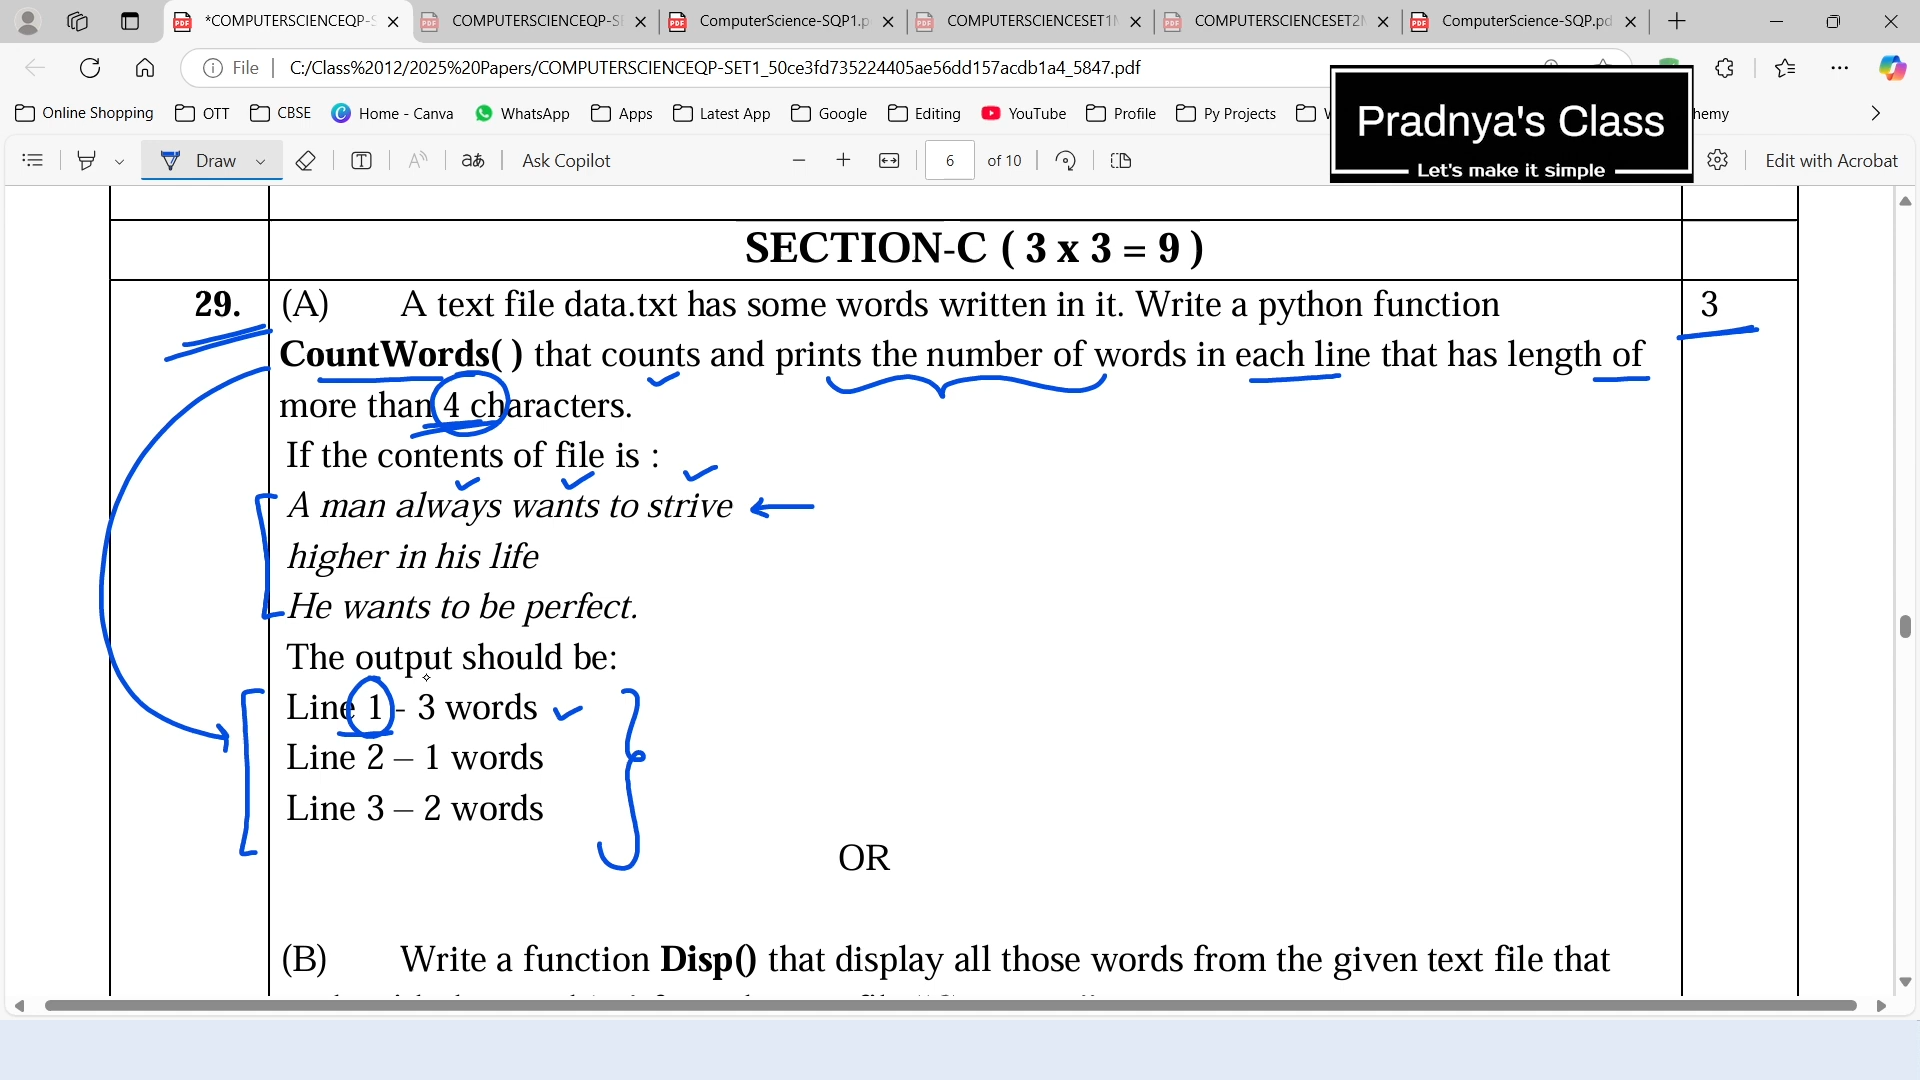 *COMPUTERSCIENCEQP-S
COMPUTERSCIENCEQP-SE
ComputerScience-SQP1.p
COMPUTERSCIENCESET1
COMPUTERSCIENCESET2
ComputerScience-SQP.pd
File
C:/Class%2012/2025%20Papers/COMPUTERSCIENCEQP-SET1_50ce3fd735224405ae56dd157acdb1a4_5847.pdf
Online Shopping
OTT
CBSE
Home - Canva
WhatsApp
Apps
Latest App
Google
Editing
YouTube
Profile
Py Projects
hemy
Pradnya's Class
Let's make it simple
Draw
Ask Copilot
6 of 10
Edit with Acrobat
SECTION-C ( 3 x 3 = 9 )
29. (A) A text file data.txt has some words written in it. Write a python function 3
CountWords( ) that counts and prints the number of words in each line that has length of
more than 4 characters.
If the contents of file is :
A man always wants to strive
higher in his life
He wants to be perfect.
The output should be:
Line 1 - 3 words
Line 2 – 1 words
Line 3 – 2 words
OR
(B) Write a function Disp() that display all those words from the given text file that